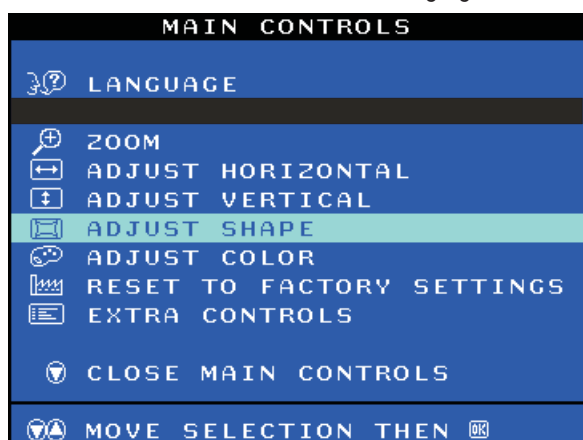 MAIN CONTROLS
LANGUAGE
ZOOM
ADJUST HORIZONTAL
ADJUST VERTICAL
ADJUST SHAPE
ADJUST COLOR
RESET TO FACTORY SETTINGS
EXTRA CONTROLS
CLOSE MAIN CONTROLS
MOVE SELECTION THEN OK